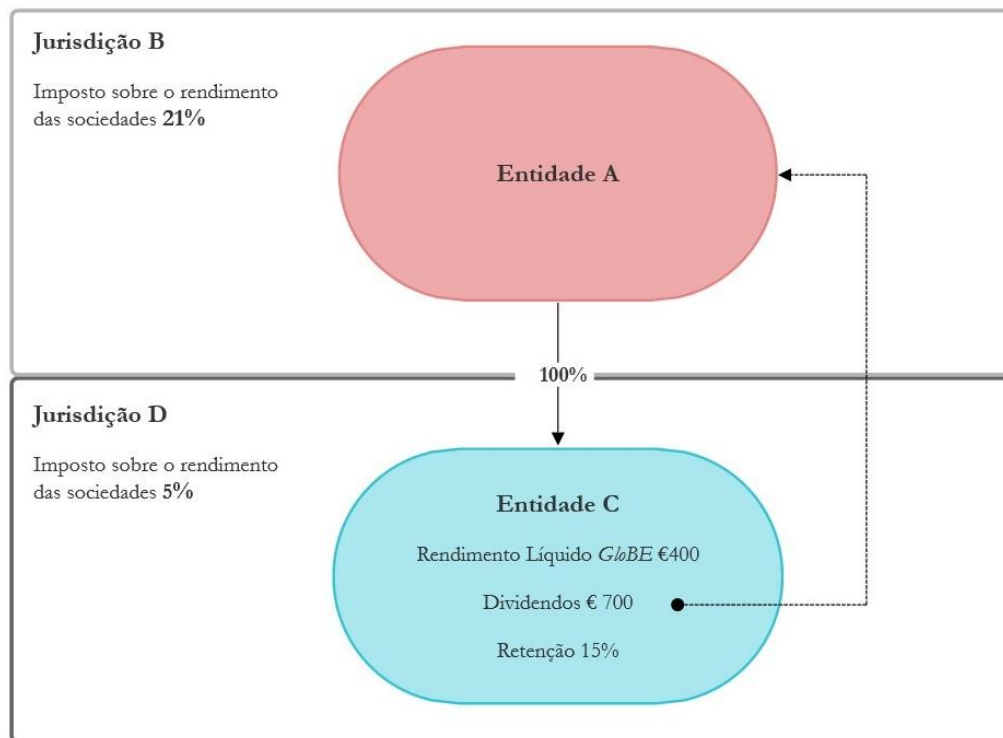 Jurisdição B
Imposto sobre o rendimento
das sociedades 21%
Entidade A
100%
Jurisdição D
Imposto sobre o rendimento
das sociedades 5%
Entidade C
Rendimento Líquido GloBE €400
Dividendos € 700
Retenção 15%